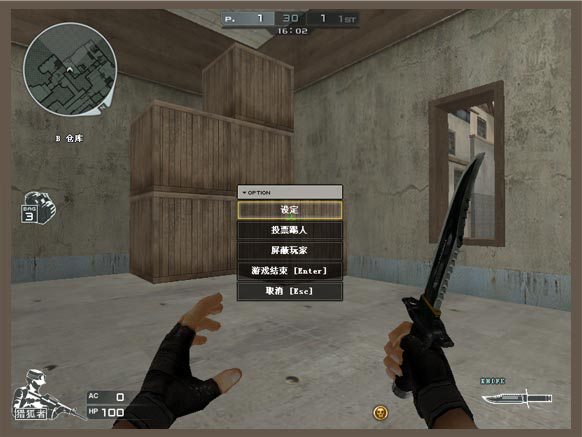 P. 1 30 1 1ST
16:02
B 仓库
BAG
3
OPTION
设定
投票踢人
屏蔽玩家
游戏结束 [Enter]
取消 [Esc]
KNIFE
猎狐者
AC 0
HP 100